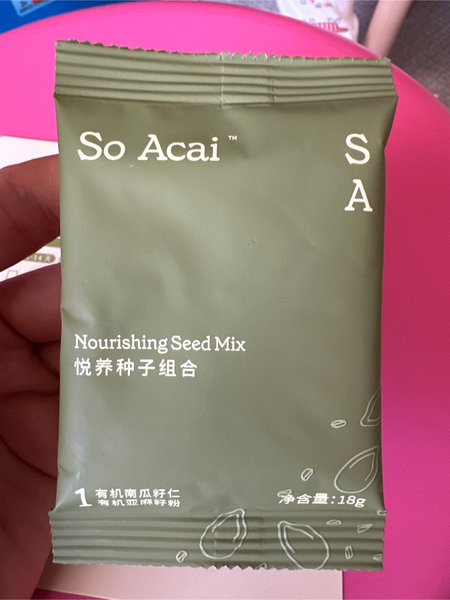 So Acai™
S
A
Nourishing Seed Mix
悦养种子组合
1 有机南瓜籽仁
有机亚麻籽粉
净含量:18g